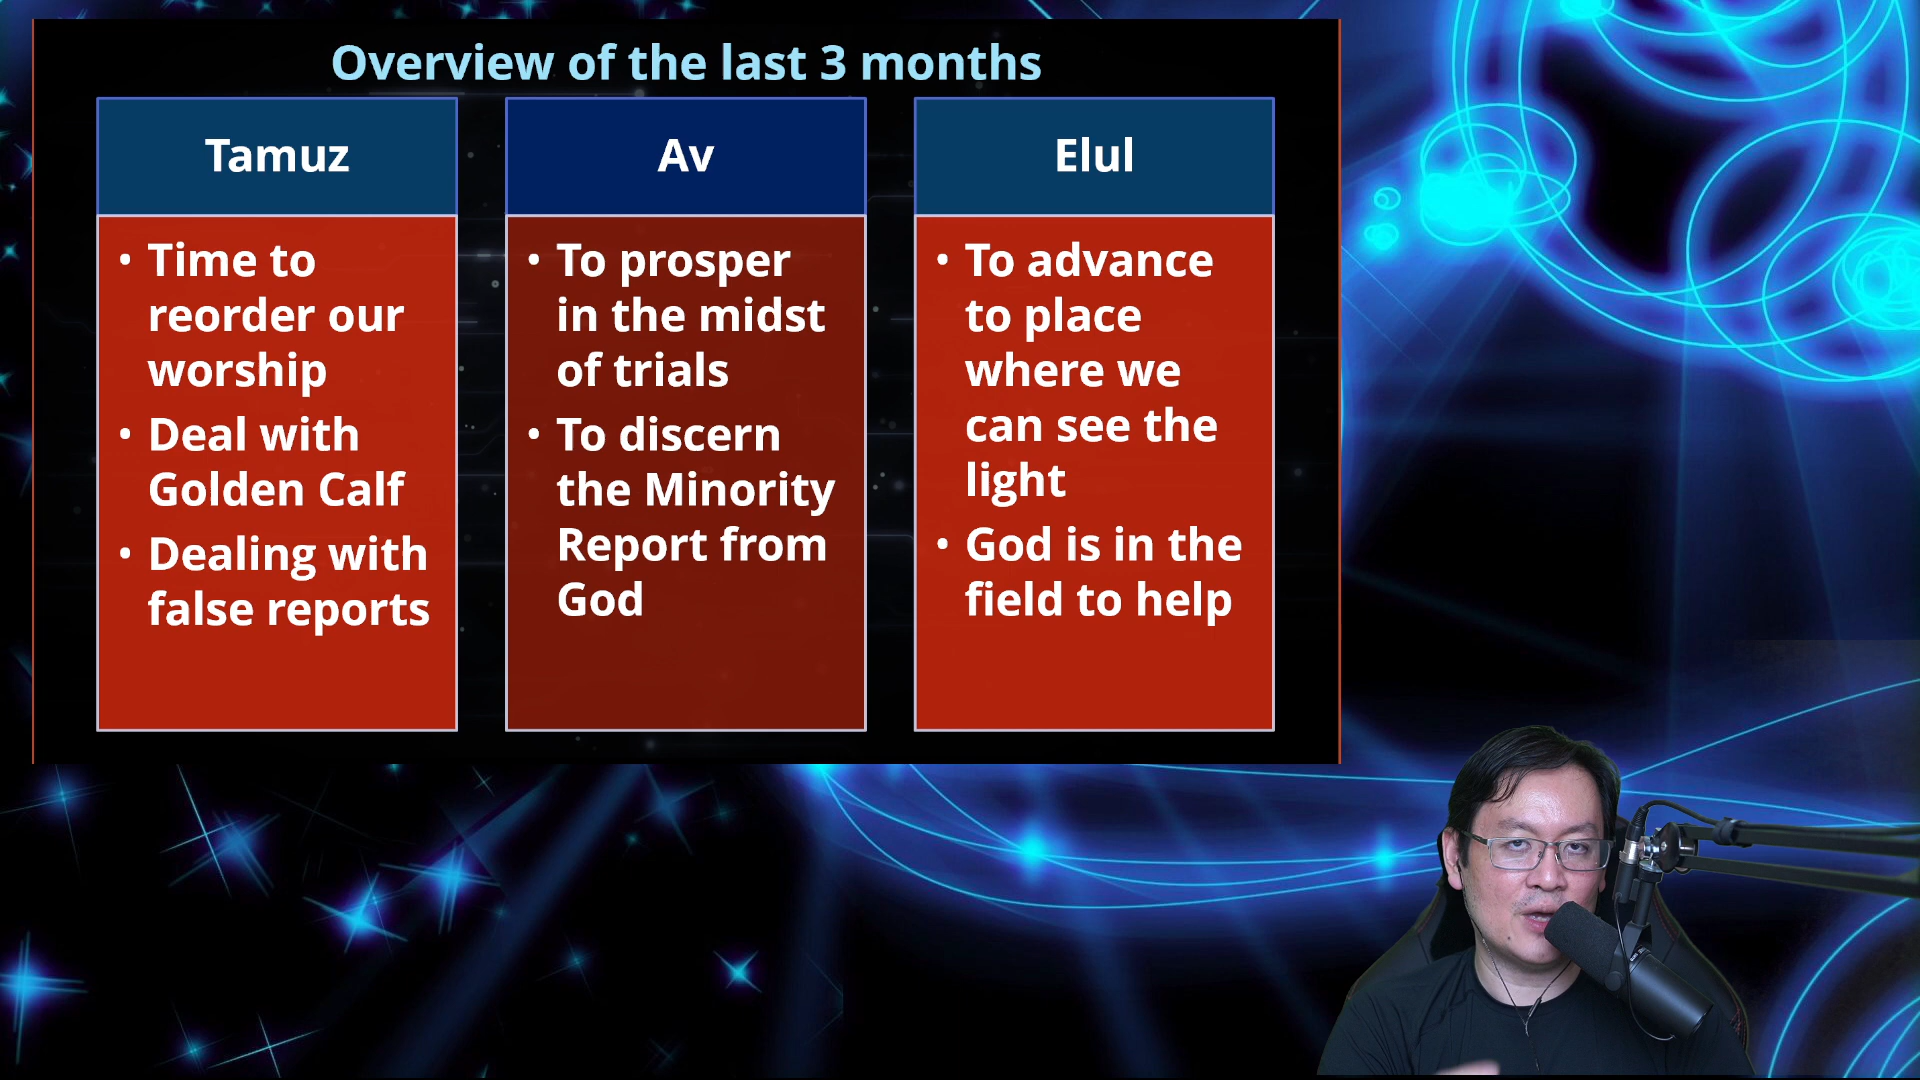 Overview of the last 3 months
Tamuz
• Time to
reorder our
worship
• Deal with
Golden Calf
• Dealing with
false reports
Av
• To prosper
in the midst
of trials
• To discern
the Minority
Report from
God
Elul
• To advance
to place
where we
can see the
light
• God is in the
field to help